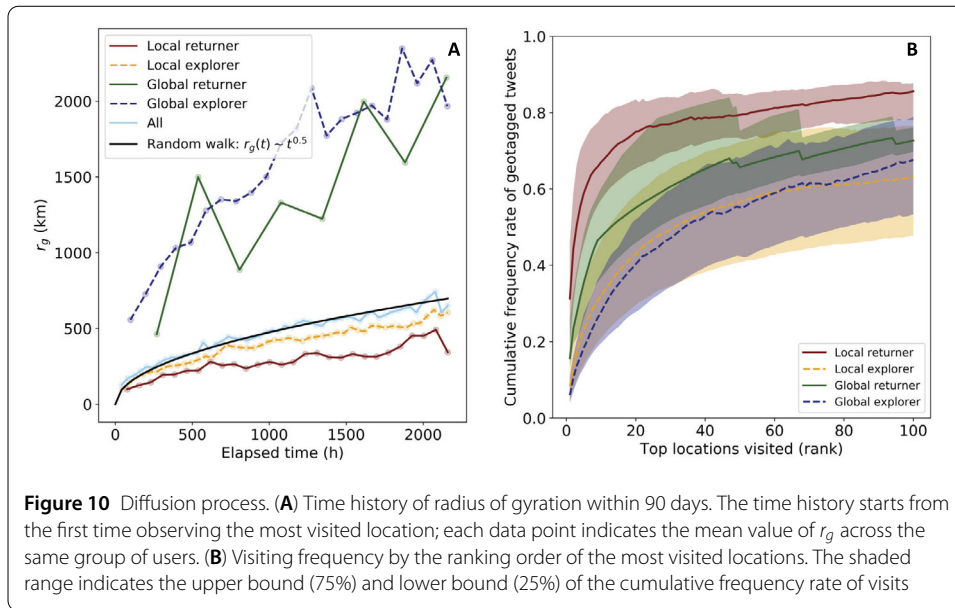 A
Local returner
Local explorer
Global returner
Global explorer
All
Random walk: r_g(t) ~ t^0.5
2000
1500
1000
500
0
r_g (km)
0 500 1000 1500 2000
Elapsed time (h)
B
1.0
0.8
0.6
0.4
0.2
0.0
Cumulative frequency rate of geotagged tweets
Local returner
Local explorer
Global returner
Global explorer
0 20 40 60 80 100
Top locations visited (rank)
Figure 10 Diffusion process. (A) Time history of radius of gyration within 90 days. The time history starts from
the first time observing the most visited location; each data point indicates the mean value of r_g across the
same group of users. (B) Visiting frequency by the ranking order of the most visited locations. The shaded
range indicates the upper bound (75%) and lower bound (25%) of the cumulative frequency rate of visits